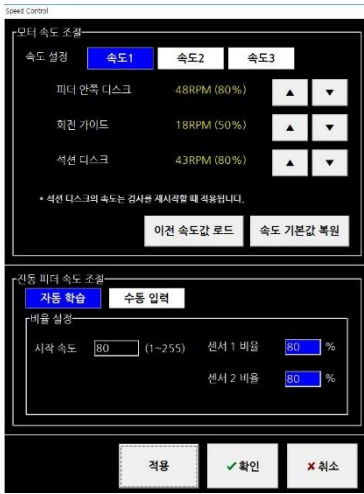 Speed Control
모터 속도 조절
속도 설정 속도1 속도2 속도3
피더 안쪽 디스크 48RPM (80%) ▲ ▼
회전 가이드 18RPM (50%) ▲ ▼
석션 디스크 43RPM (80%) ▲ ▼
* 석션 디스크의 속도는 검사를 재시작할 때 적용됩니다.
이전 속도값 로드 속도 기본값 복원
진동 피더 속도 조절
자동 학습 수동 입력
비율 설정
시작 속도 80 (1~255) 센서 1 비율 80 %
센서 2 비율 80 %
적용 ✓확인 ✗취소